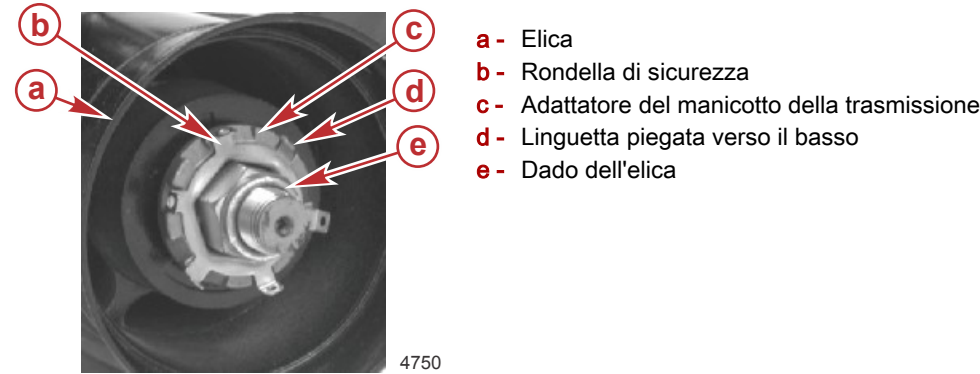 b
c
a
d
e
a - Elica
b - Rondella di sicurezza
c - Adattatore del manicotto della trasmissione
d - Linguetta piegata verso il basso
e - Dado dell'elica
4750